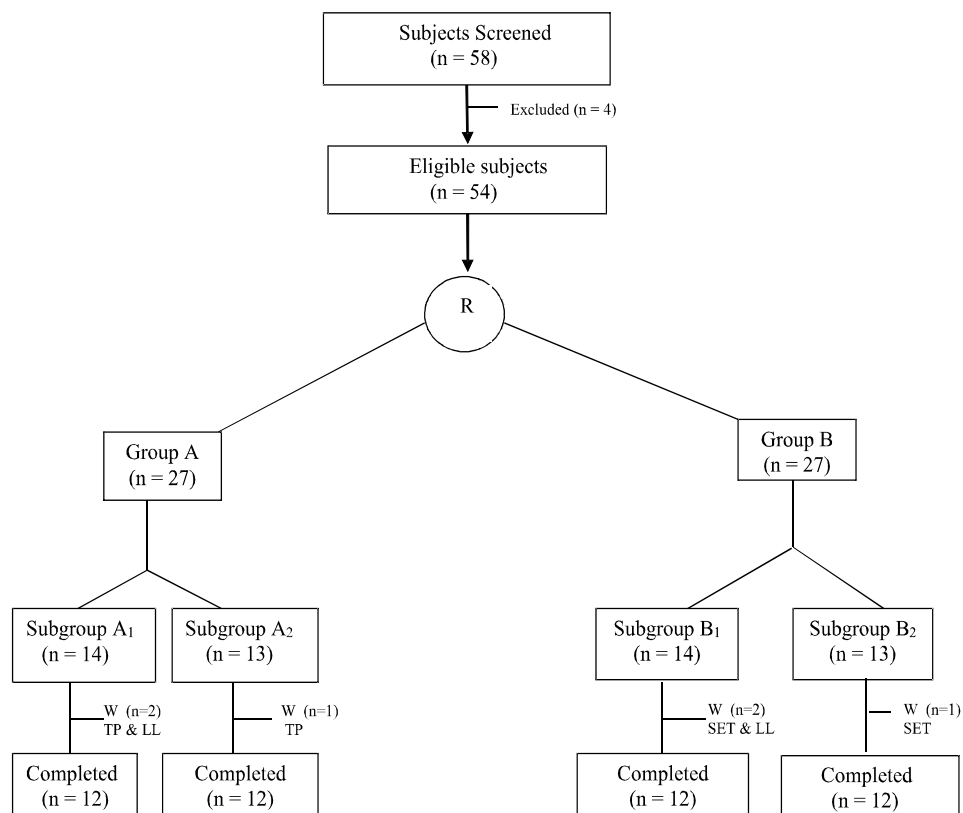 Subjects Screened
(n = 58)
Excluded (n = 4)
Eligible subjects
(n = 54)
R
Group A
(n = 27)
Group B
(n = 27)
Subgroup A₁
(n = 14)
Subgroup A₂
(n = 13)
Subgroup B₁
(n = 14)
Subgroup B₂
(n = 13)
W (n=2)
TP & LL
W (n=1)
TP
W (n=2)
SET & LL
W (n=1)
SET
Completed
(n = 12)
Completed
(n = 12)
Completed
(n = 12)
Completed
(n = 12)